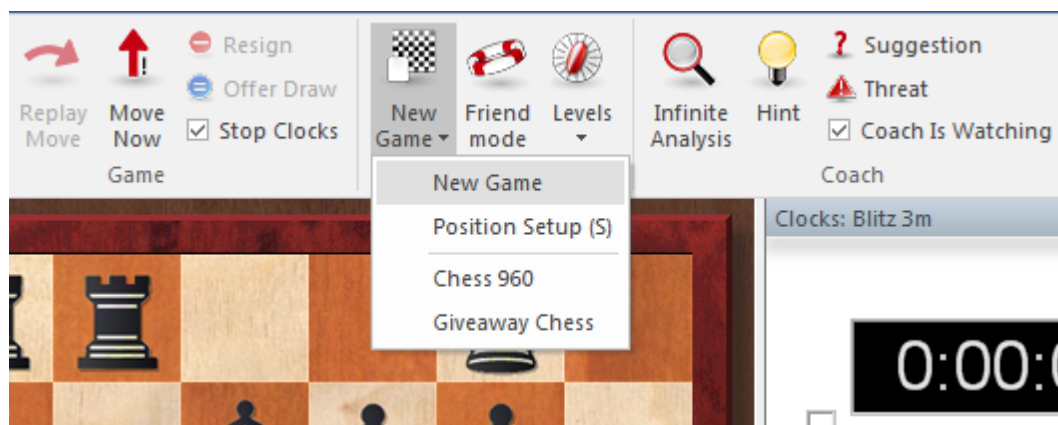 Replay
Move
Move
Now
Resign
Offer Draw
Stop Clocks
Game
New
Game
Friend
mode
Levels
Infinite
Analysis
Hint
Suggestion
Threat
Coach Is Watching
Coach
New Game
Position Setup (S)
Chess 960
Giveaway Chess
Clocks: Blitz 3m
0:00: